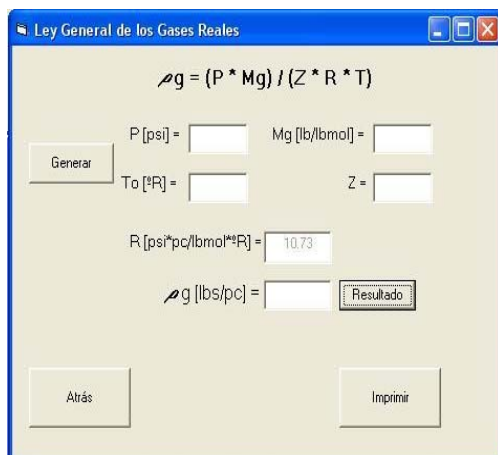 Ley General de los Gases Reales
ρg = (P * Mg) / (Z * R * T)
P [psi] = Mg [lb/lbmol] =
Generar
To [ºR] = Z =
R [psi*pc/lbmol*ºR] = 10.73
ρg [lbs/pc] = Resultado
Atrás Imprimir